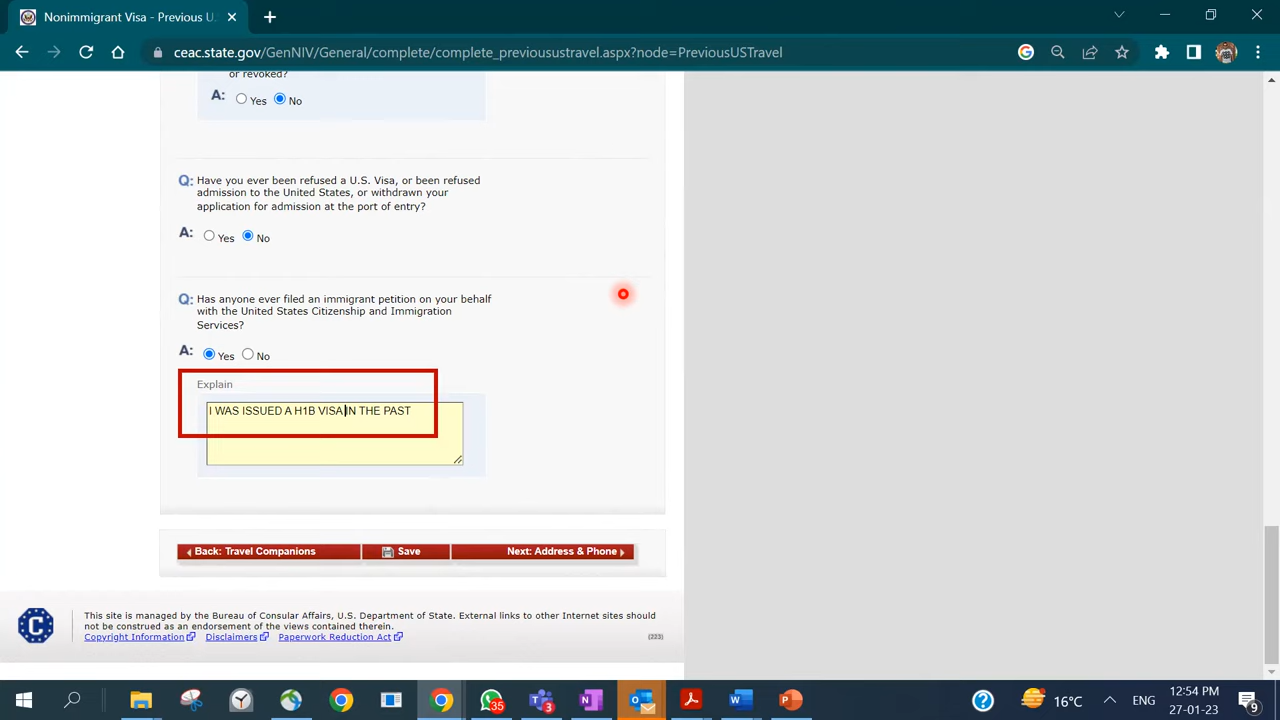 Nonimmigrant Visa - Previous U.
ceac.state.gov/GenNIV/General/complete/complete_previousustravel.aspx?node=PreviousUSTravel
or revoked?
A: Yes No
Q: Have you ever been refused a U.S. Visa, or been refused
admission to the United States, or withdrawn your
application for admission at the port of entry?
A: Yes No
Q: Has anyone ever filed an immigrant petition on your behalf
with the United States Citizenship and Immigration
Services?
A: Yes No
Explain
I WAS ISSUED A H1B VISA IN THE PAST
Back: Travel Companions Save Next: Address & Phone
This site is managed by the Bureau of Consular Affairs, U.S. Department of State. External links to other Internet sites should
not be construed as an endorsement of the views contained therein.
Copyright Information Disclaimers Paperwork Reduction Act (223)
C
35
3
16°C
ENG
12:54 PM
27-01-23
9